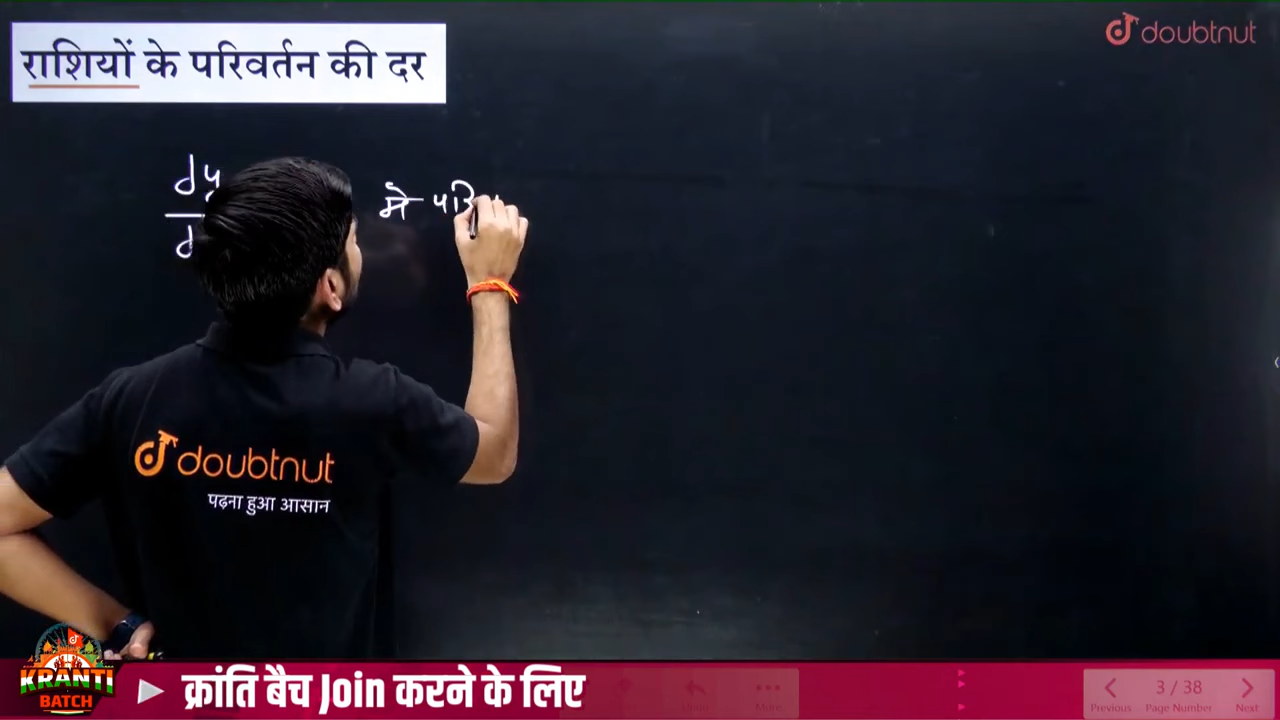 राशियों के परिवर्तन की दर
doubtnut
dy
d
में परि
doubtnut
पढ़ना हुआ आसान
KRANTI
BATCH
क्रांति बैच Join करने के लिए
More
3 / 38
Previous Page Number Next